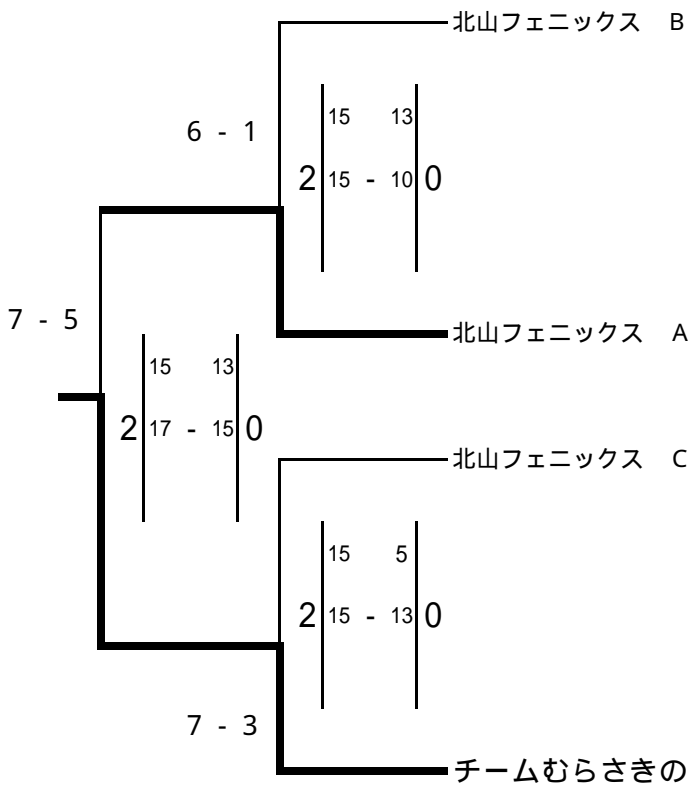 北山フェニックス　B
15 13
6 - 1
2 15 - 10 0
7 - 5
北山フェニックス　A
15 13
2 17 - 15 0
北山フェニックス　C
15 5
2 15 - 13 0
7 - 3
チームむらさきの